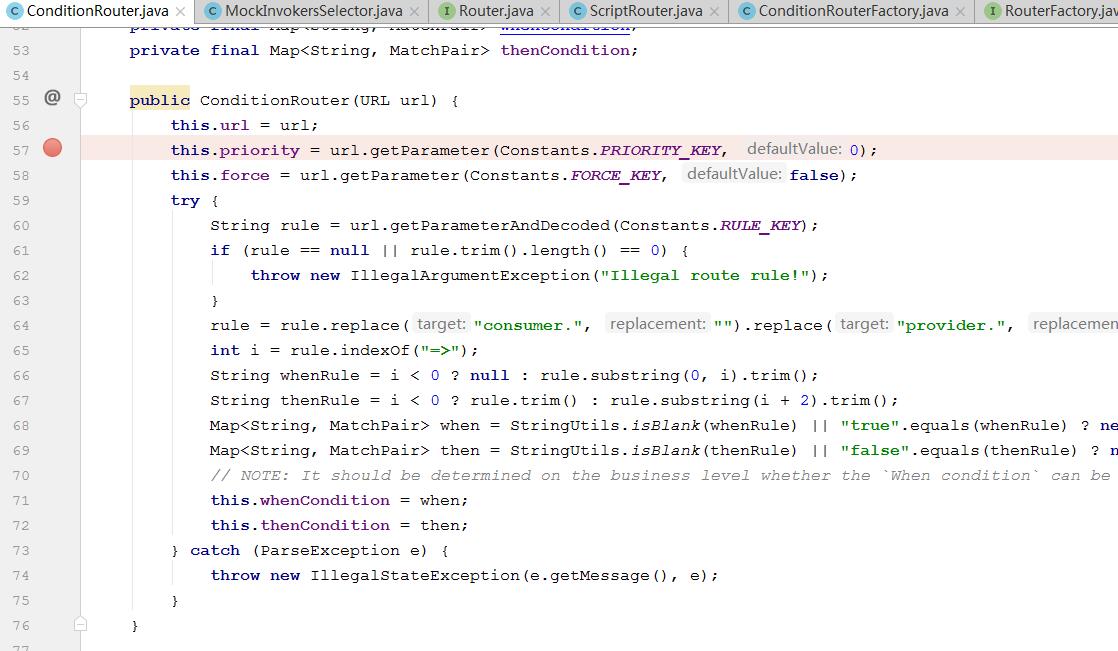 ConditionRouter.java MockInvokersSelector.java Router.java ScriptRouter.java ConditionRouterFactory.java RouterFactory.jav
52 private final Map<String, MatchPair> whenCondition;
53 private final Map<String, MatchPair> thenCondition;
54
55 @ public ConditionRouter(URL url) {
56 this.url = url;
57 this.priority = url.getParameter(Constants.PRIORITY_KEY, defaultValue: 0);
58 this.force = url.getParameter(Constants.FORCE_KEY, defaultValue: false);
59 try {
60 String rule = url.getParameterAndDecoded(Constants.RULE_KEY);
61 if (rule == null || rule.trim().length() == 0) {
62 throw new IllegalArgumentException("Illegal route rule!");
63 }
64 rule = rule.replace( target: "consumer.", replacement: "").replace( target: "provider.", replacemen
65 int i = rule.indexOf("=>");
66 String whenRule = i < 0 ? null : rule.substring(0, i).trim();
67 String thenRule = i < 0 ? rule.trim() : rule.substring(i + 2).trim();
68 Map<String, MatchPair> when = StringUtils.isBlank(whenRule) || "true".equals(whenRule) ? ne
69 Map<String, MatchPair> then = StringUtils.isBlank(thenRule) || "false".equals(thenRule) ? n
70 // NOTE: It should be determined on the business level whether the `When condition` can be
71 this.whenCondition = when;
72 this.thenCondition = then;
73 } catch (ParseException e) {
74 throw new IllegalStateException(e.getMessage(), e);
75 }
76 }
77